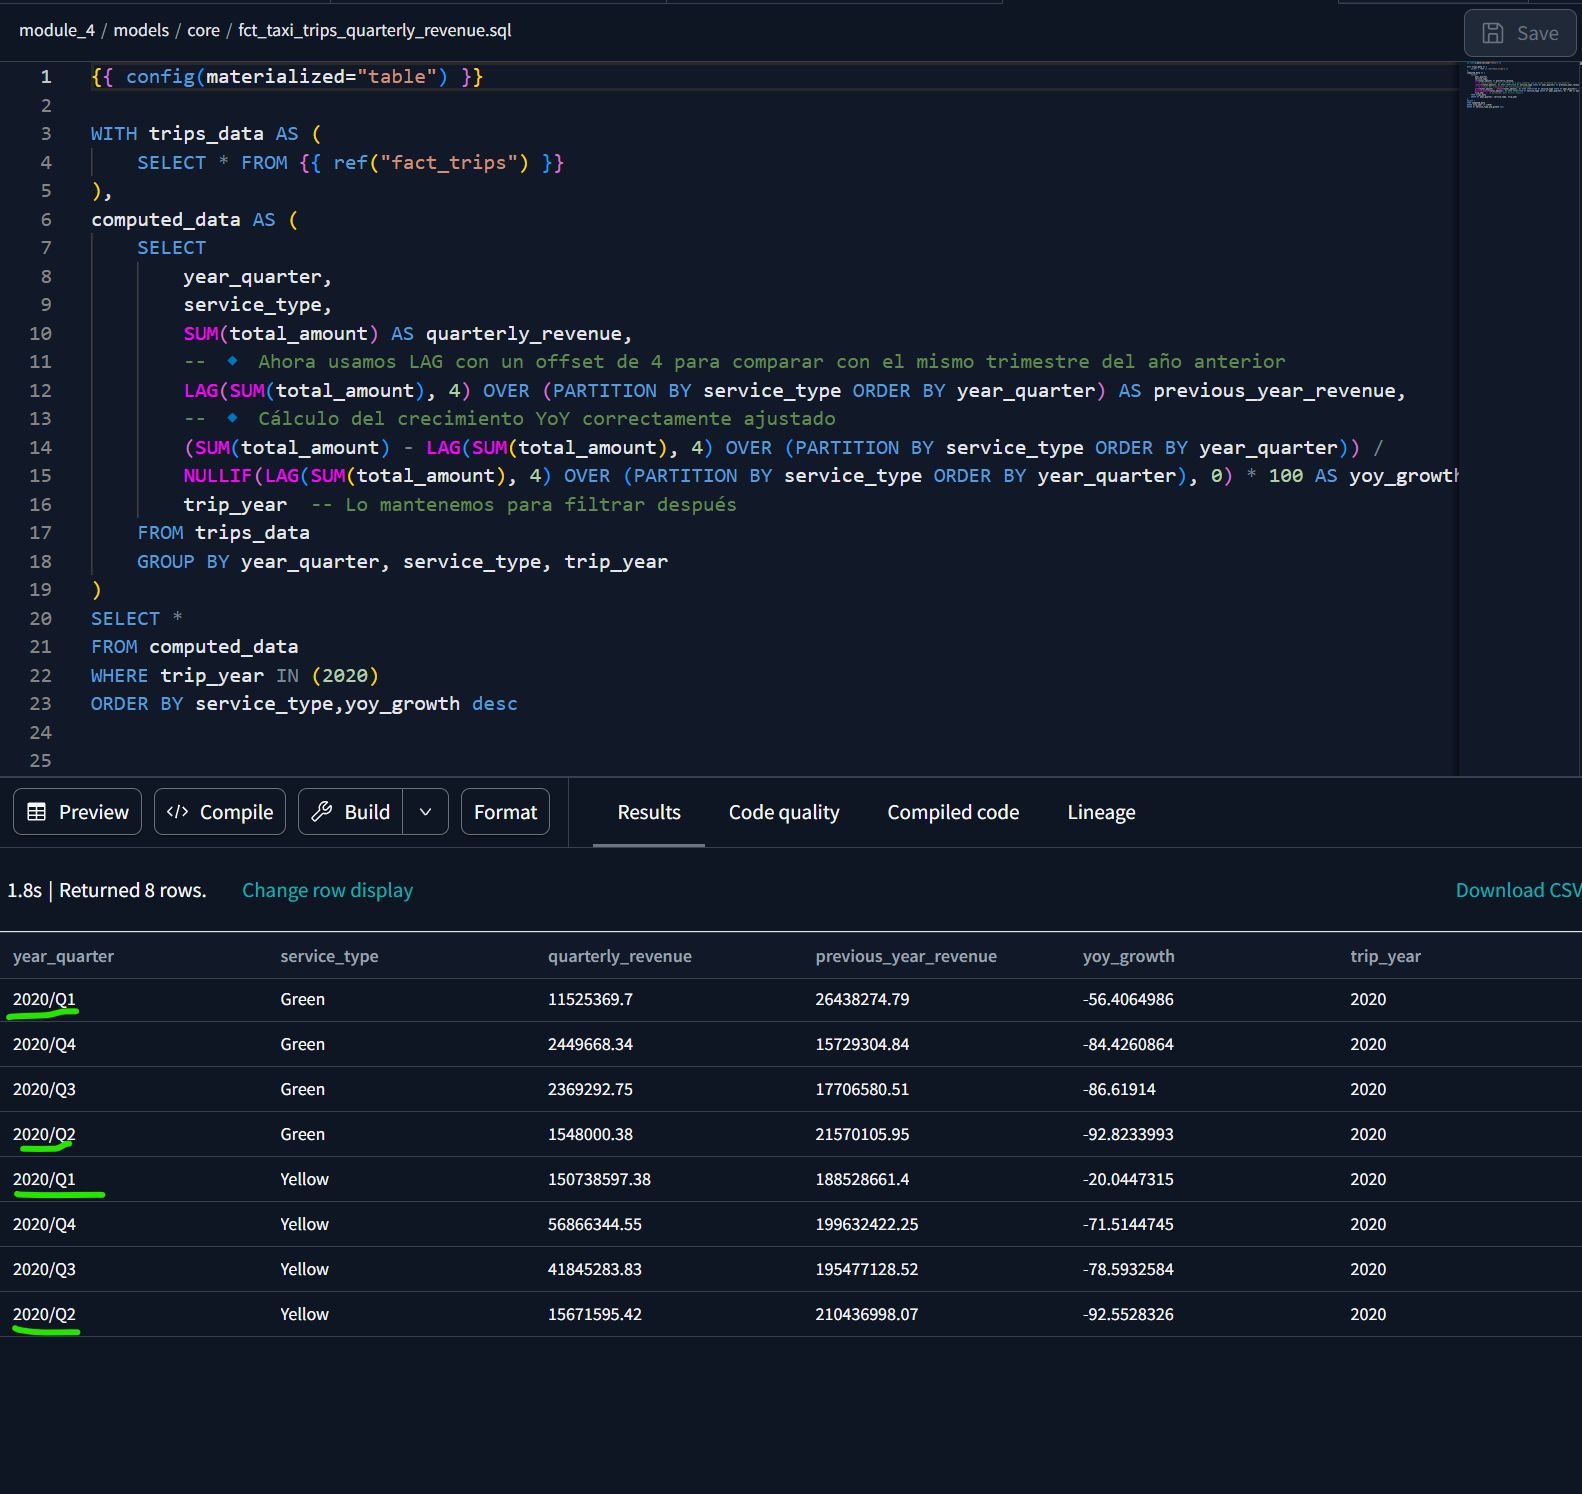 module_4 / models / core / fct_taxi_trips_quarterly_revenue.sql
Save
1 {{ config(materialized="table") }}
2
3 WITH trips_data AS (
4 SELECT * FROM {{ ref("fact_trips") }}
5 ),
6 computed_data AS (
7 SELECT
8 year_quarter,
9 service_type,
10 SUM(total_amount) AS quarterly_revenue,
11 -- 🔹 Ahora usamos LAG con un offset de 4 para comparar con el mismo trimestre del año anterior
12 LAG(SUM(total_amount), 4) OVER (PARTITION BY service_type ORDER BY year_quarter) AS previous_year_revenue,
13 -- 🔹 Cálculo del crecimiento YoY correctamente ajustado
14 (SUM(total_amount) - LAG(SUM(total_amount), 4) OVER (PARTITION BY service_type ORDER BY year_quarter)) /
15 NULLIF(LAG(SUM(total_amount), 4) OVER (PARTITION BY service_type ORDER BY year_quarter), 0) * 100 AS yoy_growth
16 trip_year -- Lo mantenemos para filtrar después
17 FROM trips_data
18 GROUP BY year_quarter, service_type, trip_year
19 )
20 SELECT *
21 FROM computed_data
22 WHERE trip_year IN (2020)
23 ORDER BY service_type,yoy_growth desc
24
25
Preview </> Compile Build Format Results Code quality Compiled code Lineage
1.8s | Returned 8 rows. Change row display Download CSV
year_quarter service_type quarterly_revenue previous_year_revenue yoy_growth trip_year
2020/Q1 Green 11525369.7 26438274.79 -56.4064986 2020
2020/Q4 Green 2449668.34 15729304.84 -84.4260864 2020
2020/Q3 Green 2369292.75 17706580.51 -86.61914 2020
2020/Q2 Green 1548000.38 21570105.95 -92.8233993 2020
2020/Q1 Yellow 150738597.38 188528661.4 -20.0447315 2020
2020/Q4 Yellow 56866344.55 199632422.25 -71.5144745 2020
2020/Q3 Yellow 41845283.83 195477128.52 -78.5932584 2020
2020/Q2 Yellow 15671595.42 210436998.07 -92.5528326 2020